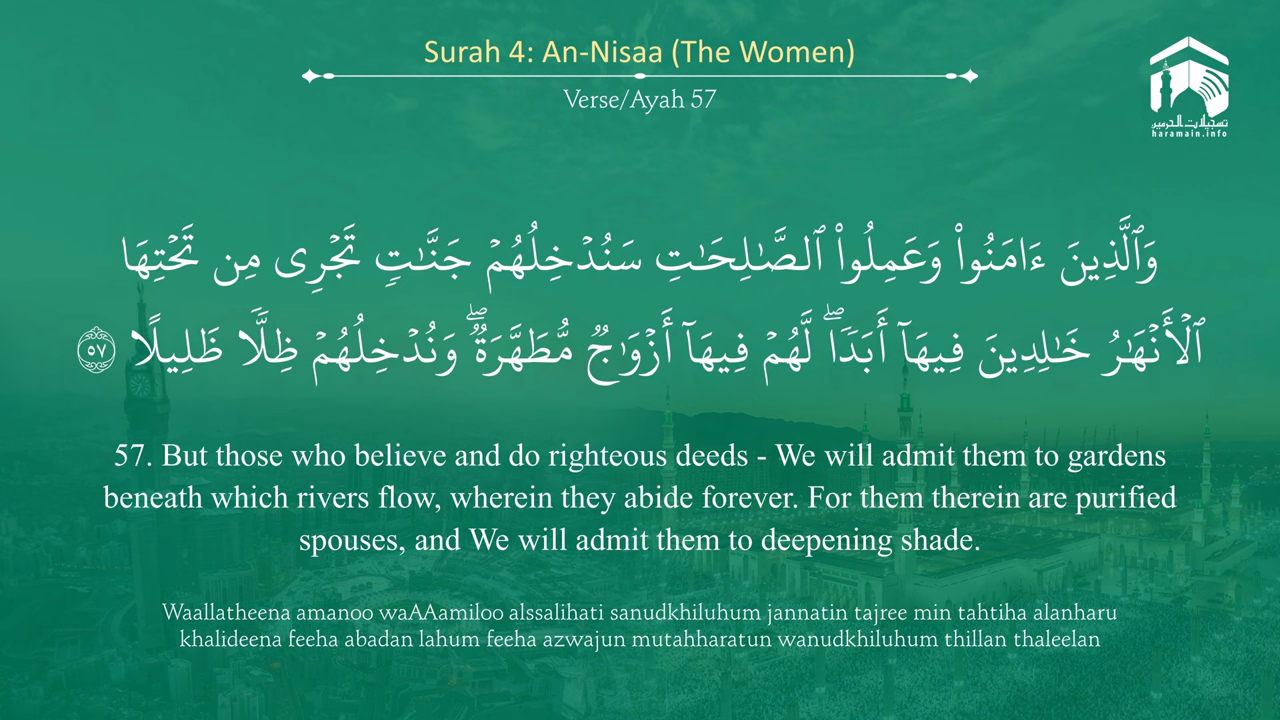 Surah 4: An-Nisaa (The Women)
Verse/Ayah 57
تسجيلات الحرمين
haramain.info
وَٱلَّذِينَ ءَامَنُوا۟ وَعَمِلُوا۟ ٱلصَّـٰلِحَـٰتِ سَنُدْخِلُهُمْ جَنَّـٰتٍ تَجْرِى مِن تَحْتِهَا
ٱلْأَنْهَـٰرُ خَـٰلِدِينَ فِيهَآ أَبَدًا ۖ لَّهُمْ فِيهَآ أَزْوَٰجٌ مُّطَهَّرَةٌ ۖ وَنُدْخِلُهُمْ ظِلًّا ظَلِيلًا ٥٧
57. But those who believe and do righteous deeds - We will admit them to gardens
beneath which rivers flow, wherein they abide forever. For them therein are purified
spouses, and We will admit them to deepening shade.
Waallatheena amanoo waAAamiloo alssalihati sanudkhiluhum jannatin tajree min tahtiha alanharu
khalideena feeha abadan lahum feeha azwajun mutahharatun wanudkhiluhum thillan thaleelan